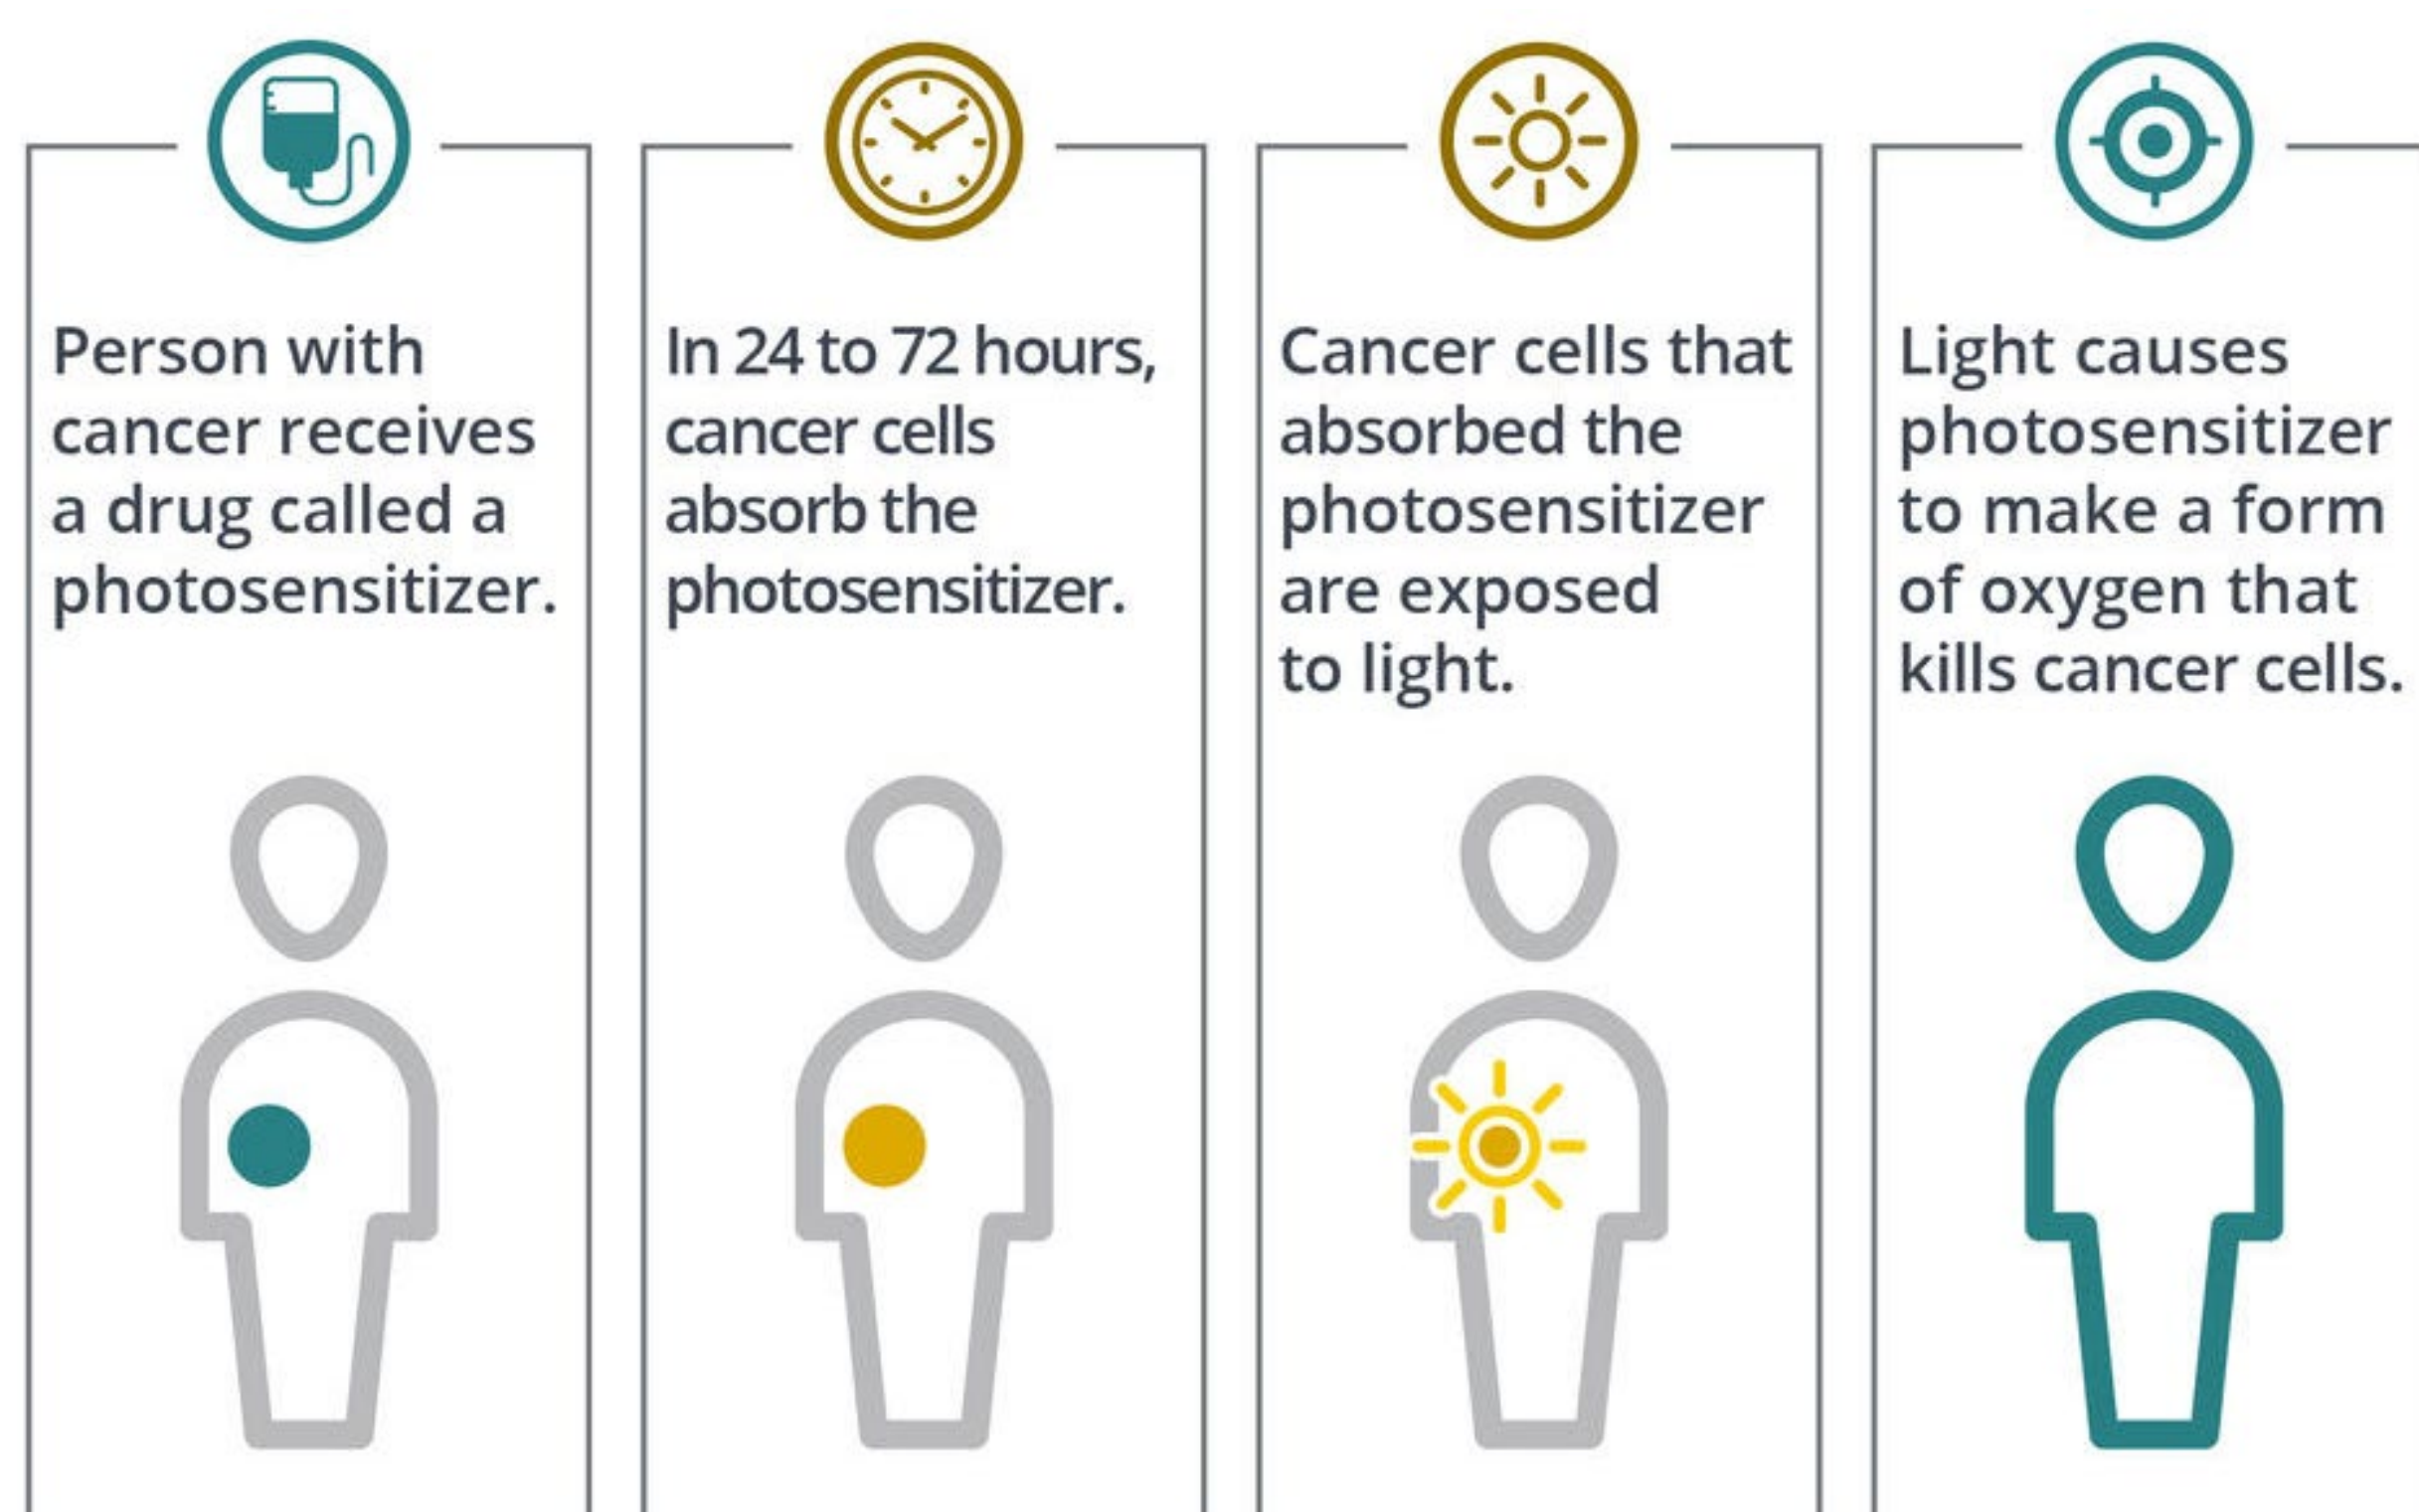 Person with
cancer receives
a drug called a
photosensitizer.
In 24 to 72 hours,
cancer cells
absorb the
photosensitizer.
Cancer cells that
absorbed the
photosensitizer
are exposed
to light.
Light causes
photosensitizer
to make a form
of oxygen that
kills cancer cells.